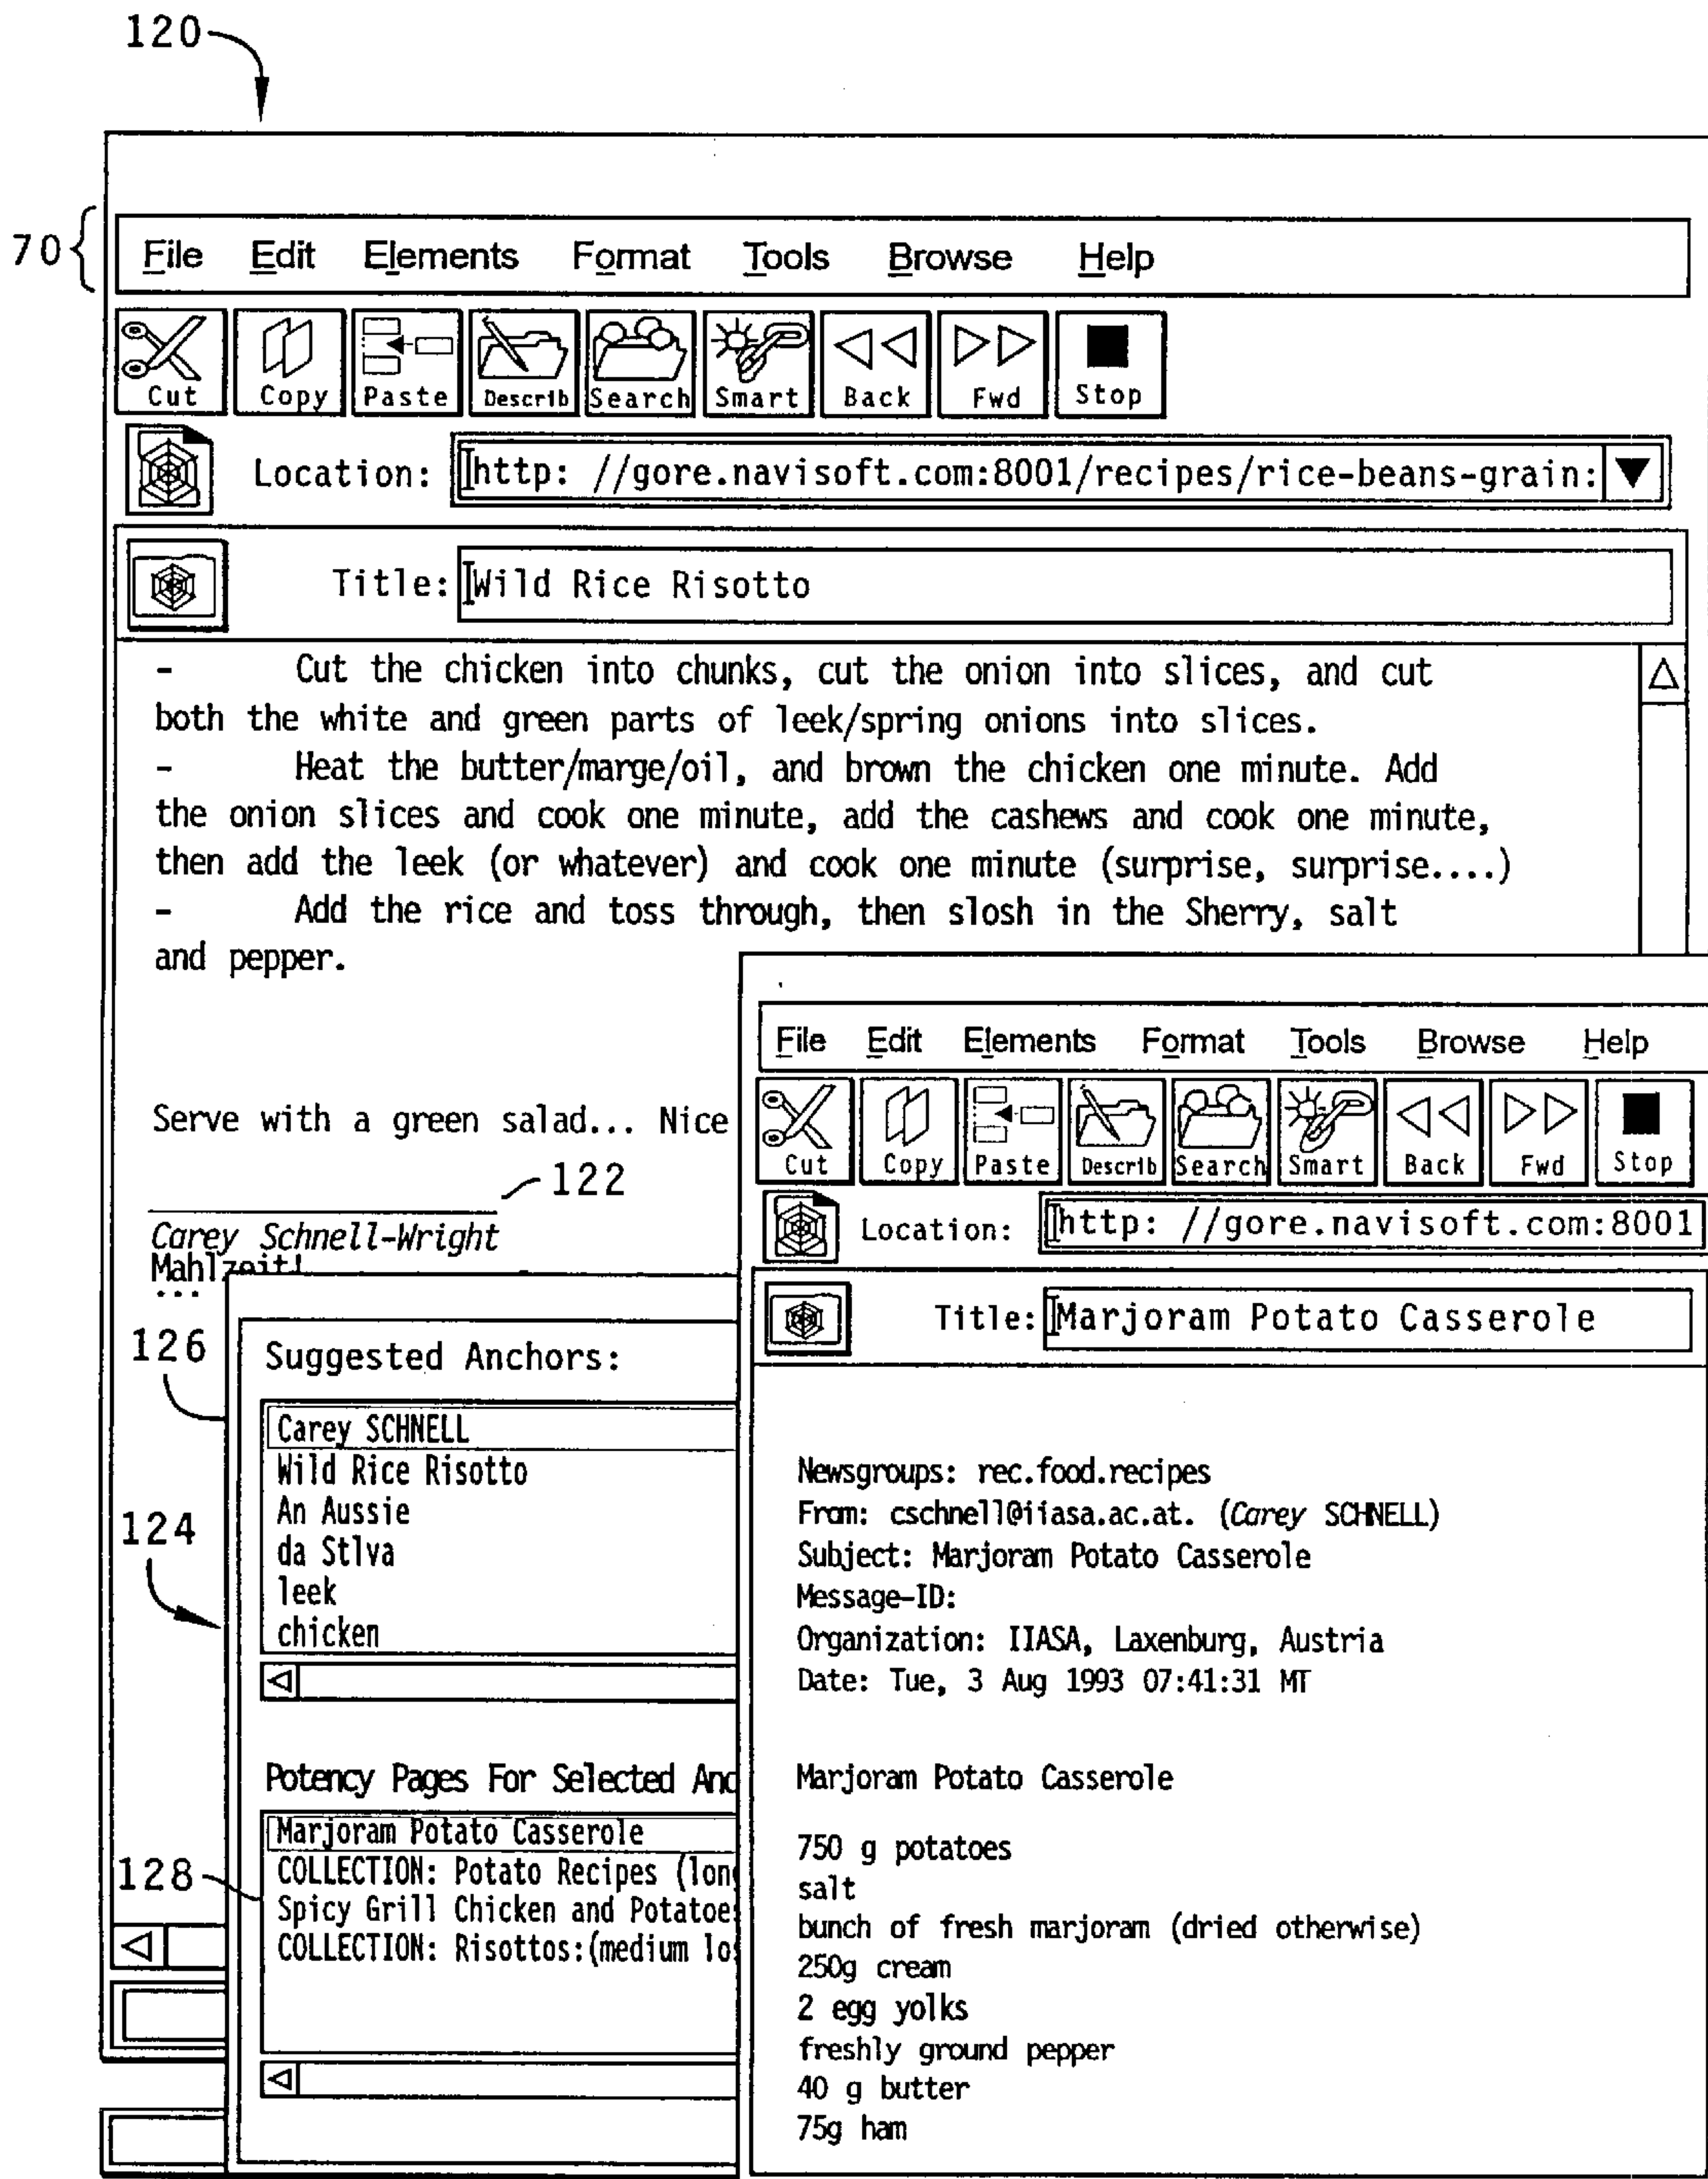 120
70
File Edit Elements Format Tools Browse Help
Cut Copy Paste Describ Search Smart Back Fwd Stop
Location: http: //gore.navisoft.com:8001/recipes/rice-beans-grain:
Title: Wild Rice Risotto
- Cut the chicken into chunks, cut the onion into slices, and cut
both the white and green parts of leek/spring onions into slices.
- Heat the butter/marge/oil, and brown the chicken one minute. Add
the onion slices and cook one minute, add the cashews and cook one minute,
then add the leek (or whatever) and cook one minute (surprise, surprise....)
- Add the rice and toss through, then slosh in the Sherry, salt
and pepper.
Serve with a green salad... Nice
122
Carey Schnell-Wright
Mahlzeit!
...
126
Suggested Anchors:
Carey SCHNELL
Wild Rice Risotto
An Aussie
da Stlva
leek
chicken
124
Potency Pages For Selected Anc
Marjoram Potato Casserole
COLLECTION: Potato Recipes (lon
Spicy Grill Chicken and Potatoe
COLLECTION: Risottos:(medium lo
128
File Edit Elements Format Tools Browse Help
Cut Copy Paste Describ Search Smart Back Fwd Stop
Location: http: //gore.navisoft.com:8001
Title: Marjoram Potato Casserole
Newsgroups: rec.food.recipes
From: cschnell@iiasa.ac.at. (Carey SCHNELL)
Subject: Marjoram Potato Casserole
Message-ID:
Organization: IIASA, Laxenburg, Austria
Date: Tue, 3 Aug 1993 07:41:31 MT
Marjoram Potato Casserole
750 g potatoes
salt
bunch of fresh marjoram (dried otherwise)
250g cream
2 egg yolks
freshly ground pepper
40 g butter
75g ham